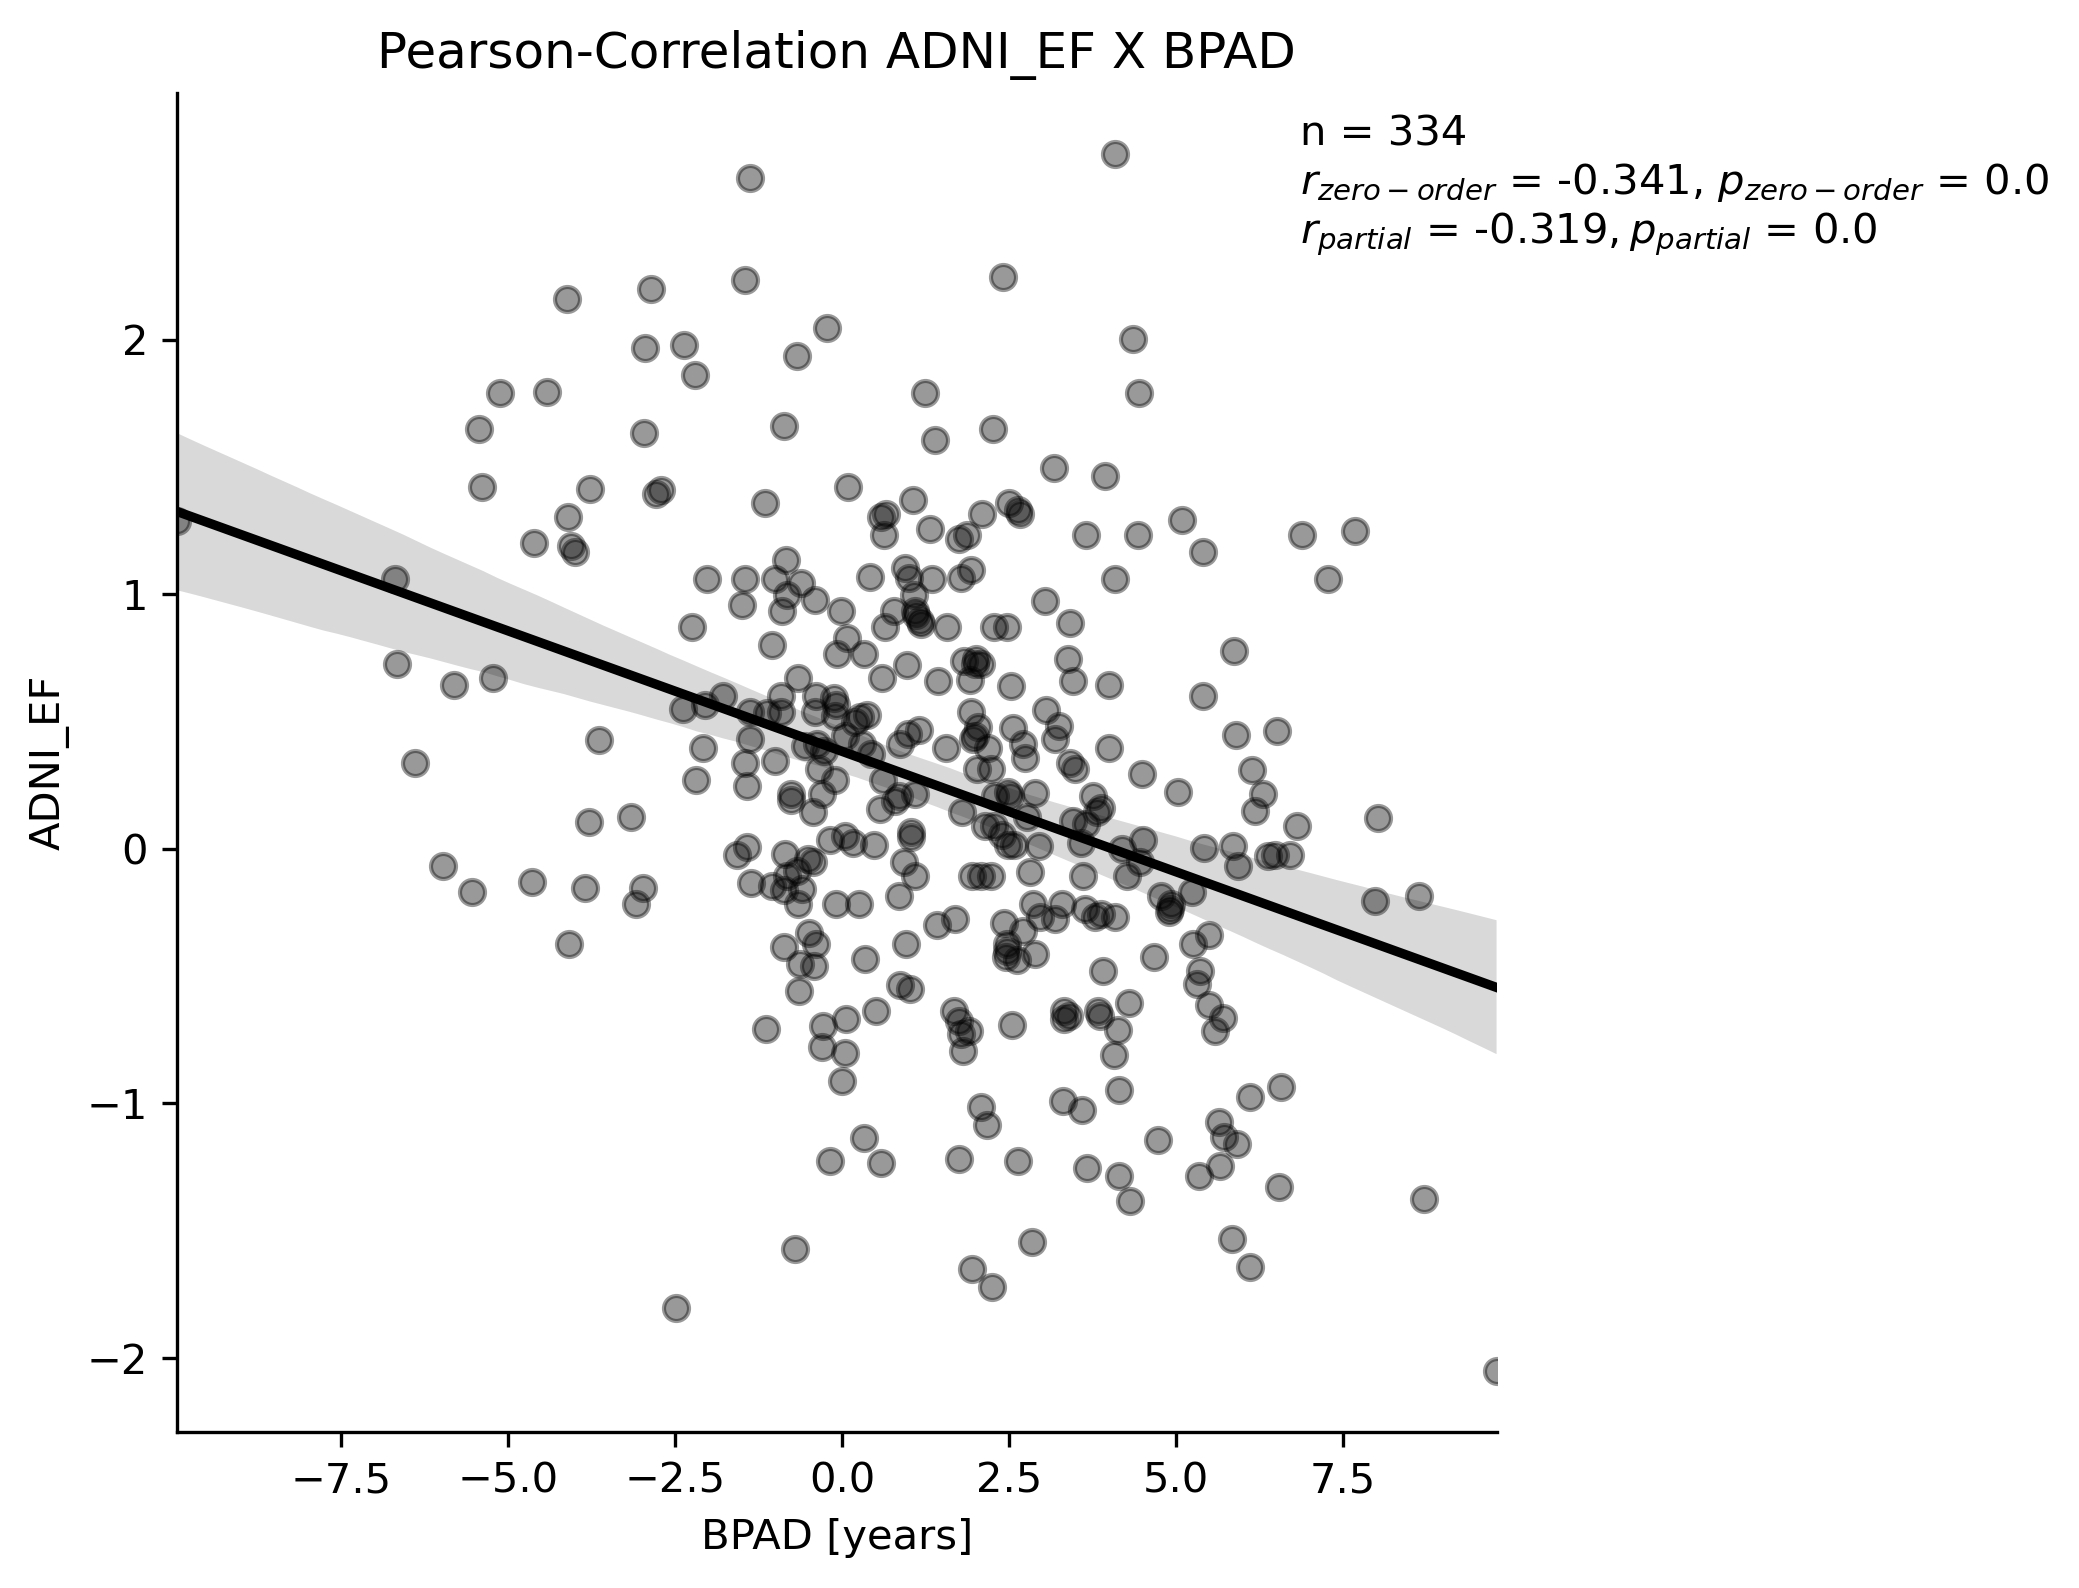 Pearson-Correlation ADNI_EF X BPAD
n = 334
r_zero−order = -0.341, p_zero−order = 0.0
r_partial = -0.319, p_partial = 0.0
2
1
0
−1
−2
ADNI_EF
−7.5 −5.0 −2.5 0.0 2.5 5.0 7.5
BPAD [years]